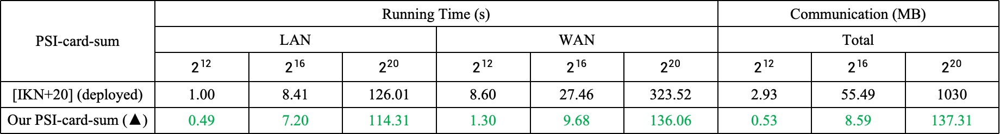 PSI-card-sum Running Time (s) Communication (MB)
LAN WAN Total
2^12 2^16 2^20 2^12 2^16 2^20 2^12 2^16 2^20
[IKN+20] (deployed) 1.00 8.41 126.01 8.60 27.46 323.52 2.93 55.49 1030
Our PSI-card-sum (▲) 0.49 7.20 114.31 1.30 9.68 136.06 0.53 8.59 137.31